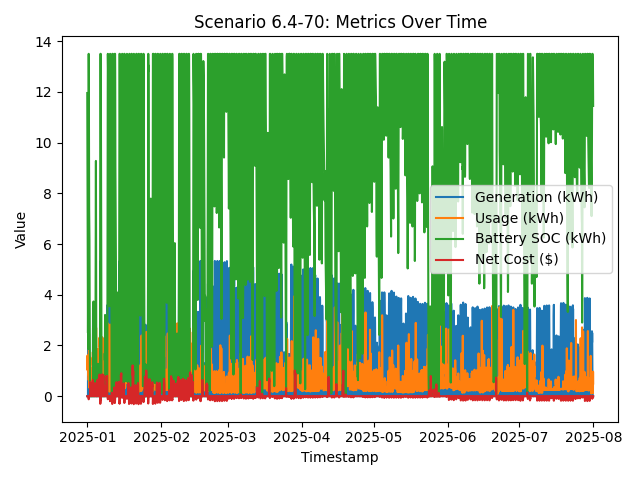 Scenario 6.4-70: Metrics Over Time
14
12
10
8
6
4
2
0
Value
Generation (kWh)
Usage (kWh)
Battery SOC (kWh)
Net Cost ($)
2025-01
2025-02
2025-03
2025-04
2025-05
2025-06
2025-07
2025-08
Timestamp